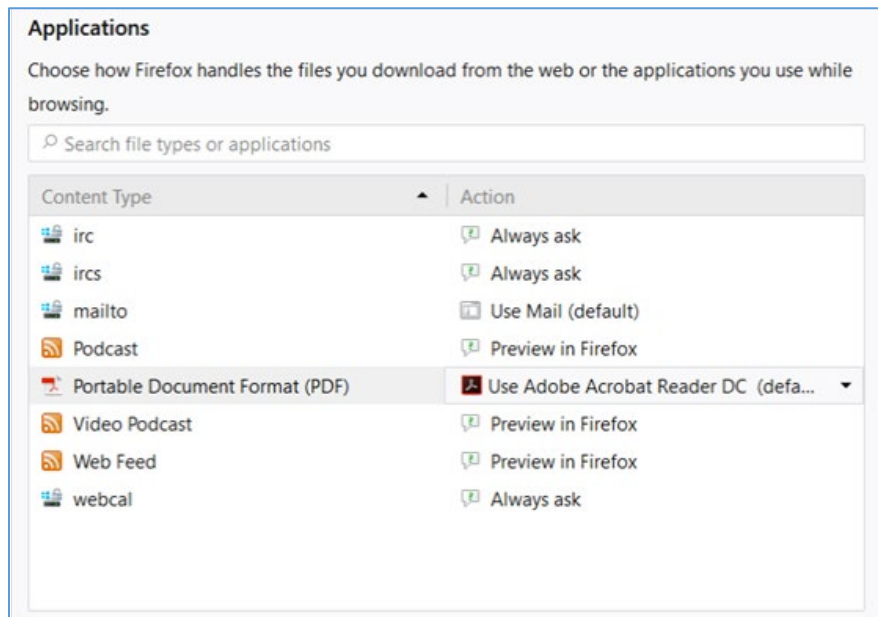 Applications
Choose how Firefox handles the files you download from the web or the applications you use while
browsing.
Search file types or applications
Content Type Action
irc Always ask
ircs Always ask
mailto Use Mail (default)
Podcast Preview in Firefox
Portable Document Format (PDF) Use Adobe Acrobat Reader DC (defa...
Video Podcast Preview in Firefox
Web Feed Preview in Firefox
webcal Always ask